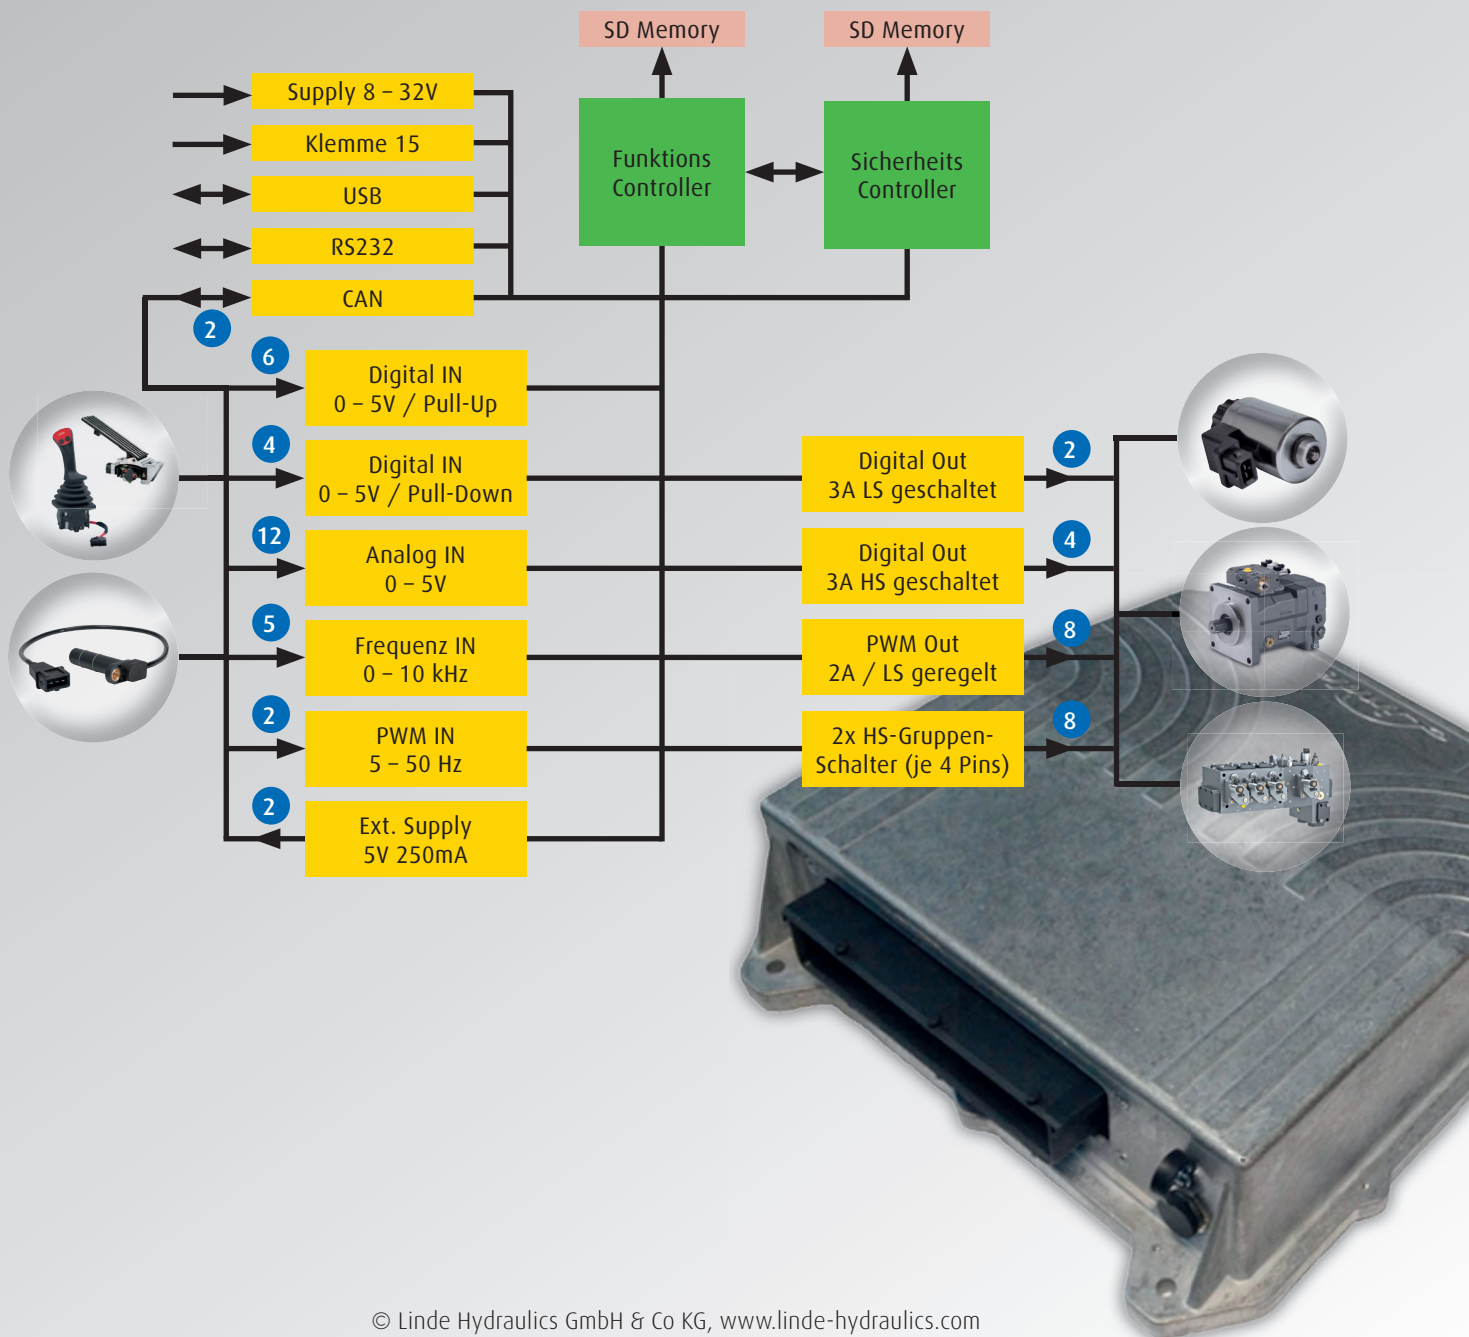 SD Memory
SD Memory
Supply 8 – 32V
Klemme 15
USB
RS232
CAN
Funktions
Controller
Sicherheits
Controller
2
6
Digital IN
0 – 5V / Pull-Up
4
Digital IN
0 – 5V / Pull-Down
12
Analog IN
0 – 5V
5
Frequenz IN
0 – 10 kHz
2
PWM IN
5 – 50 Hz
2
Ext. Supply
5V 250mA
Digital Out
3A LS geschaltet
2
Digital Out
3A HS geschaltet
4
PWM Out
2A / LS geregelt
8
2x HS-Gruppen-
Schalter (je 4 Pins)
8
© Linde Hydraulics GmbH & Co KG, www.linde-hydraulics.com